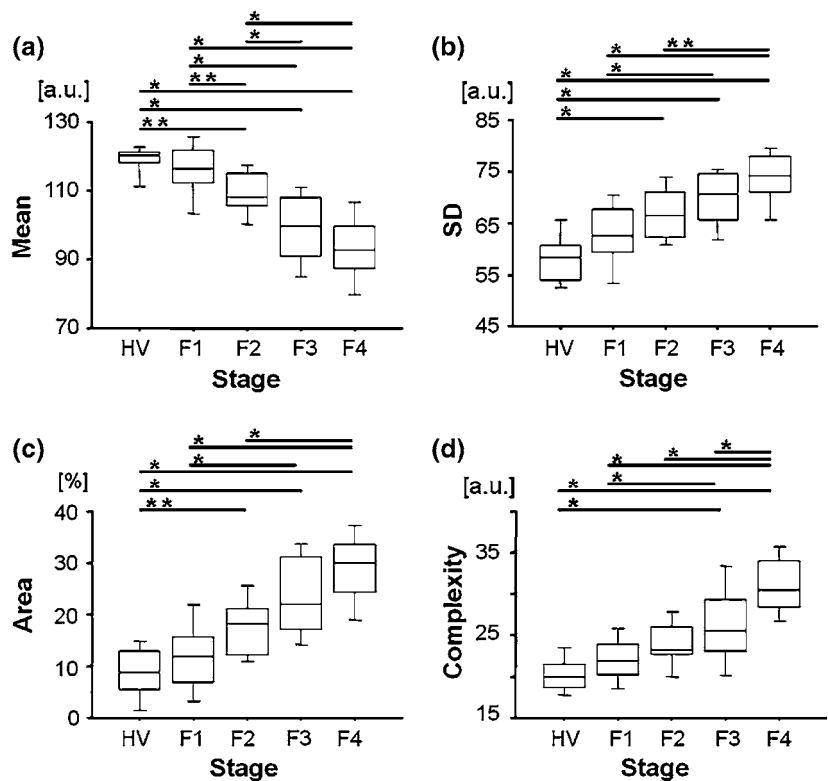 (a)
*
*
*
*
**
*
*
**
[a.u.]
130
110
90
70
Mean
HV F1 F2 F3 F4
Stage
(b)
**
*
*
*
*
*
[a.u.]
85
75
65
55
45
SD
HV F1 F2 F3 F4
Stage
(c)
*
*
*
*
*
**
[%]
40
30
20
10
0
Area
HV F1 F2 F3 F4
Stage
(d)
*
*
*
*
*
*
[a.u.]
35
25
15
Complexity
HV F1 F2 F3 F4
Stage